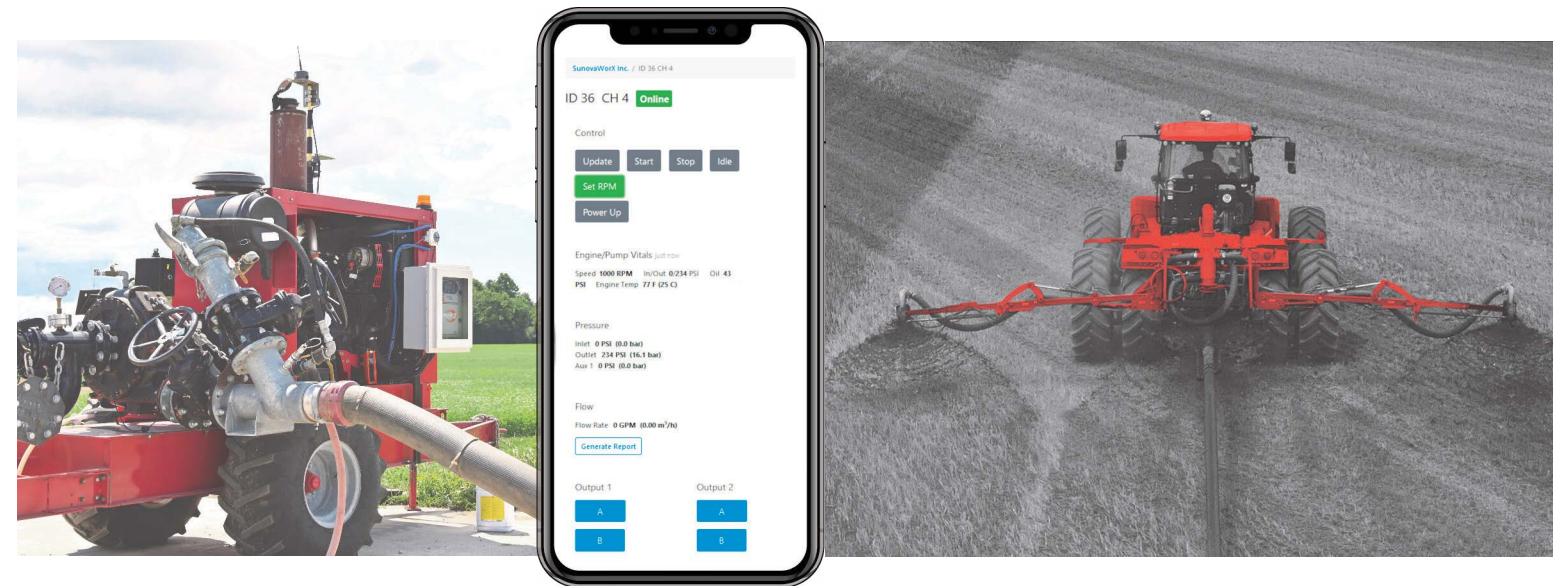 SunovaWorX Inc. / ID 36 CH 4
ID 36 CH 4 Online
Control
Update Start Stop Idle
Set RPM
Power Up
Engine/Pump Vitals just now
Speed 1000 RPM In/Out 0/234 PSI Oil 43
PSI Engine Temp 77 F (25 C)
Pressure
Inlet 0 PSI (0.0 bar)
Outlet 234 PSI (16.1 bar)
Aux 1 0 PSI (0.0 bar)
Flow
Flow Rate 0 GPM (0.00 m³/h)
Generate Report
Output 1 Output 2
A A
B B